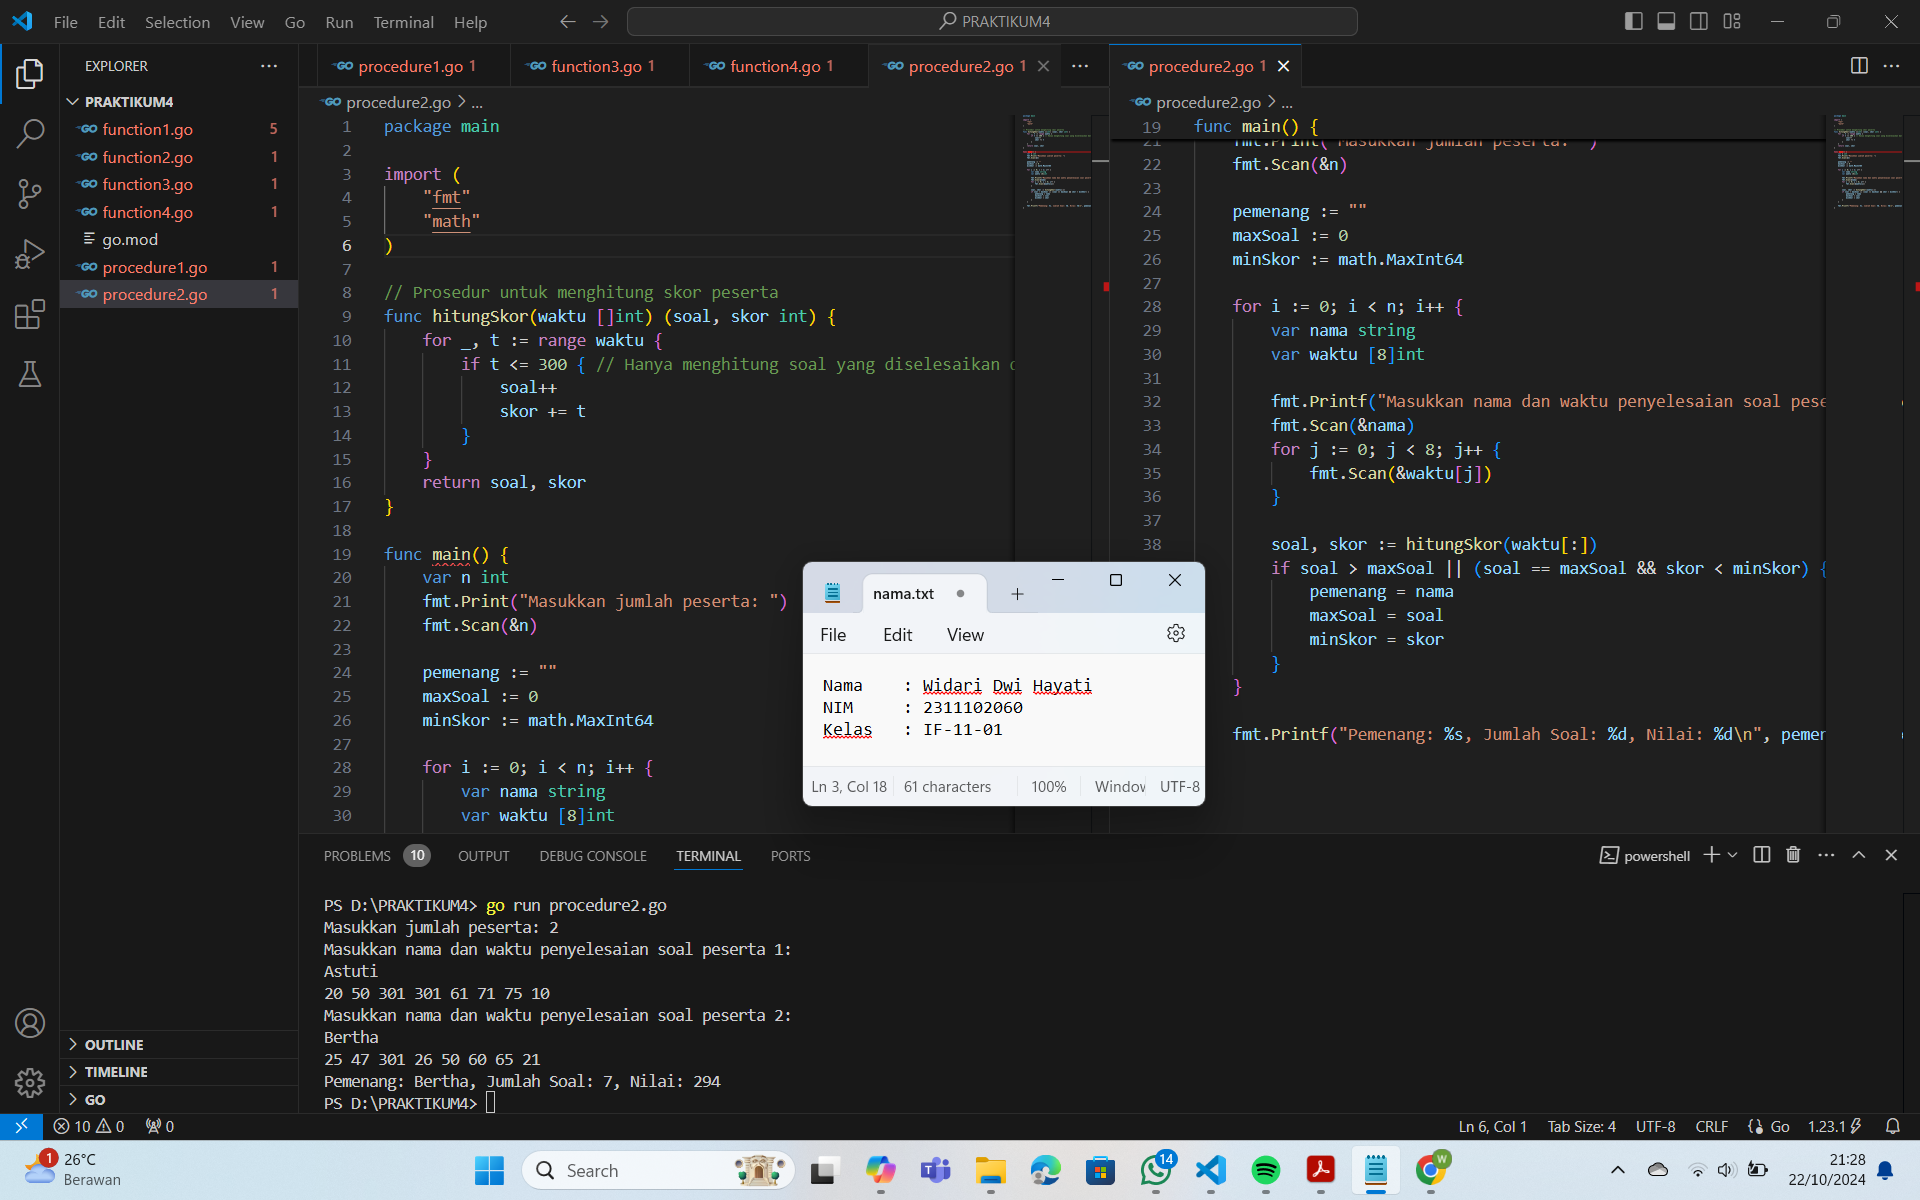 File Edit Selection View Go Run Terminal Help
PRAKTIKUM4
EXPLORER
PRAKTIKUM4
function1.go 5
function2.go 1
function3.go 1
function4.go 1
go.mod
procedure1.go 1
procedure2.go 1
OUTLINE
TIMELINE
GO
procedure1.go 1 function3.go 1 function4.go 1 procedure2.go 1
procedure2.go > ...
1 package main
2
3 import (
4 "fmt"
5 "math"
6 )
7
8 // Prosedur untuk menghitung skor peserta
9 func hitungSkor(waktu []int) (soal, skor int) {
10 for _, t := range waktu {
11 if t <= 300 { // Hanya menghitung soal yang diselesaikan
12 soal++
13 skor += t
14 }
15 }
16 return soal, skor
17 }
18
19 func main() {
20 var n int
21 fmt.Print("Masukkan jumlah peserta: ")
22 fmt.Scan(&n)
23
24 pemenang := ""
25 maxSoal := 0
26 minSkor := math.MaxInt64
27
28 for i := 0; i < n; i++ {
29 var nama string
30 var waktu [8]int
procedure2.go 1
procedure2.go > ...
19 func main() {
21 fmt.Print("Masukkan jumlah peserta: ")
22 fmt.Scan(&n)
23
24 pemenang := ""
25 maxSoal := 0
26 minSkor := math.MaxInt64
27
28 for i := 0; i < n; i++ {
29 var nama string
30 var waktu [8]int
31
32 fmt.Printf("Masukkan nama dan waktu penyelesaian soal pese
33 fmt.Scan(&nama)
34 for j := 0; j < 8; j++ {
35 fmt.Scan(&waktu[j])
36 }
37
38 soal, skor := hitungSkor(waktu[:])
if soal > maxSoal || (soal == maxSoal && skor < minSkor) {
pemenang = nama
maxSoal = soal
minSkor = skor
}
}
fmt.Printf("Pemenang: %s, Jumlah Soal: %d, Nilai: %d\n", pemen
nama.txt
File Edit View
Nama : Widari Dwi Hayati
NIM : 2311102060
Kelas : IF-11-01
Ln 3, Col 18 61 characters 100% Window UTF-8
PROBLEMS 10 OUTPUT DEBUG CONSOLE TERMINAL PORTS
powershell
PS D:\PRAKTIKUM4> go run procedure2.go
Masukkan jumlah peserta: 2
Masukkan nama dan waktu penyelesaian soal peserta 1:
Astuti
20 50 301 301 61 71 75 10
Masukkan nama dan waktu penyelesaian soal peserta 2:
Bertha
25 47 301 26 50 60 65 21
Pemenang: Bertha, Jumlah Soal: 7, Nilai: 294
PS D:\PRAKTIKUM4>
10 0 0 Ln 6, Col 1 Tab Size: 4 UTF-8 CRLF Go 1.23.1
1 26°C
Berawan
Search
14
W
21:28
22/10/2024